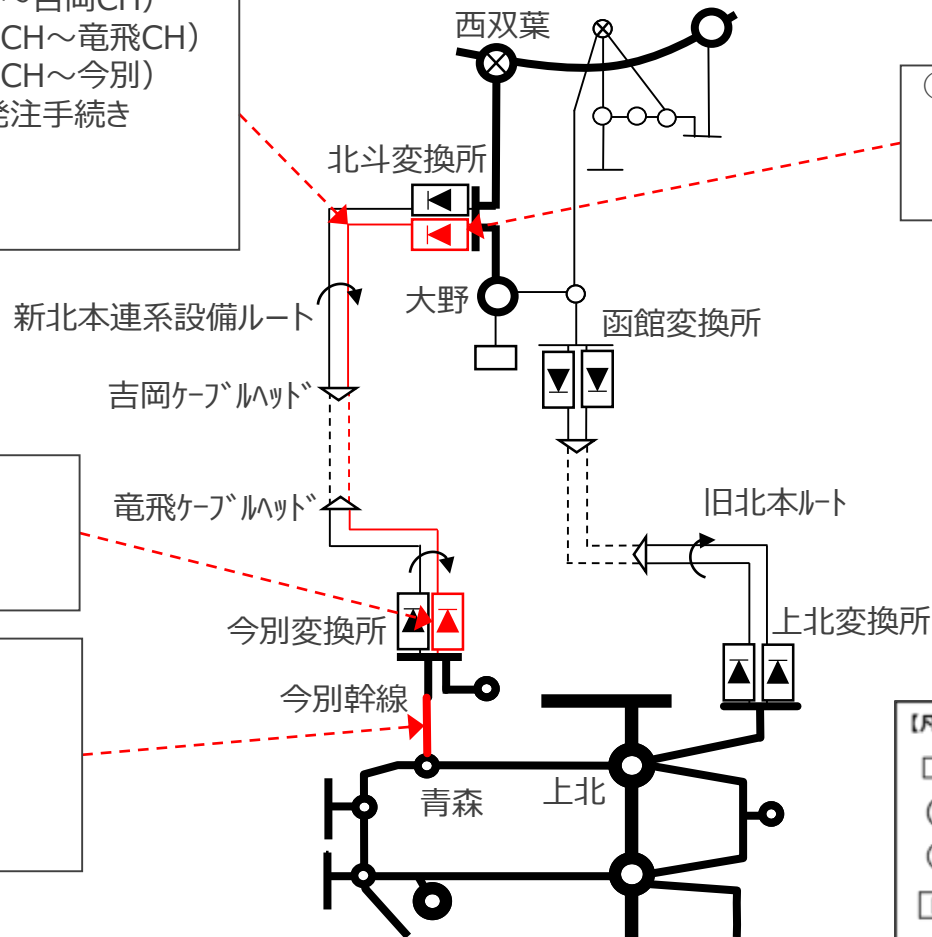 ～吉岡CH）
CH～竜飛CH）
CH～今別）
発注手続き
西双葉
北斗変換所
大野
新北本連系設備ルート
函館変換所
吉岡ｹｰﾌﾞﾙﾍｯﾄﾞ
竜飛ｹｰﾌﾞﾙﾍｯﾄﾞ
旧北本ルート
今別変換所
上北変換所
今別幹線
青森
上北